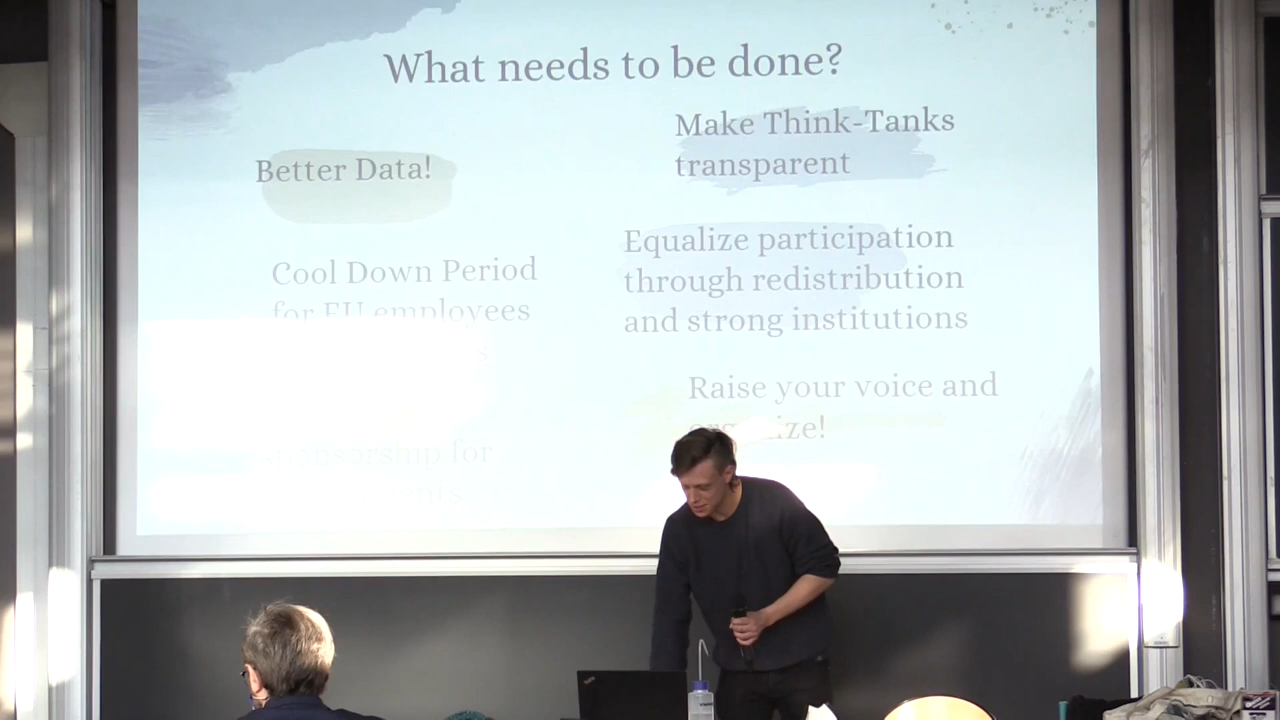 What needs to be done?
Better Data!
Cool Down Period
for EU employees
sponsorship for
Make Think-Tanks
transparent
Equalize participation
through redistribution
and strong institutions
Raise your voice and
organize!